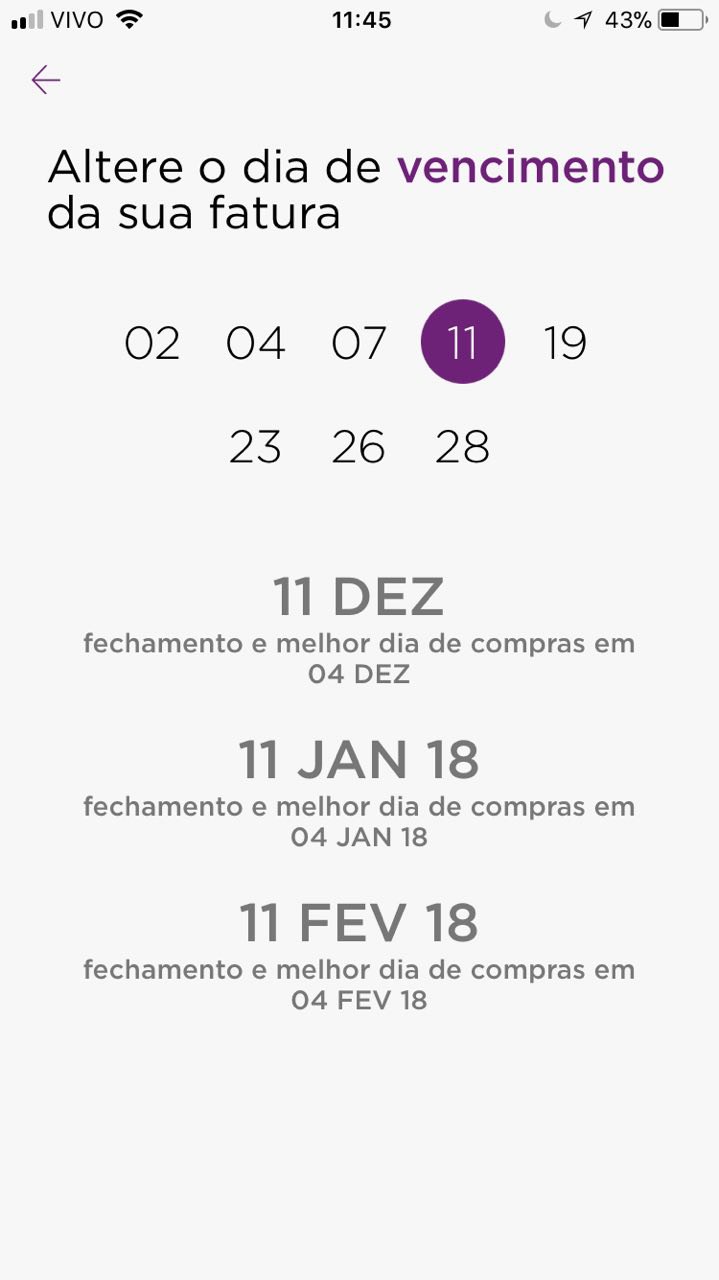 VIVO 11:45 43%
Altere o dia de vencimento
da sua fatura
02 04 07 11 19
23 26 28
11 DEZ
fechamento e melhor dia de compras em
04 DEZ
11 JAN 18
fechamento e melhor dia de compras em
04 JAN 18
11 FEV 18
fechamento e melhor dia de compras em
04 FEV 18